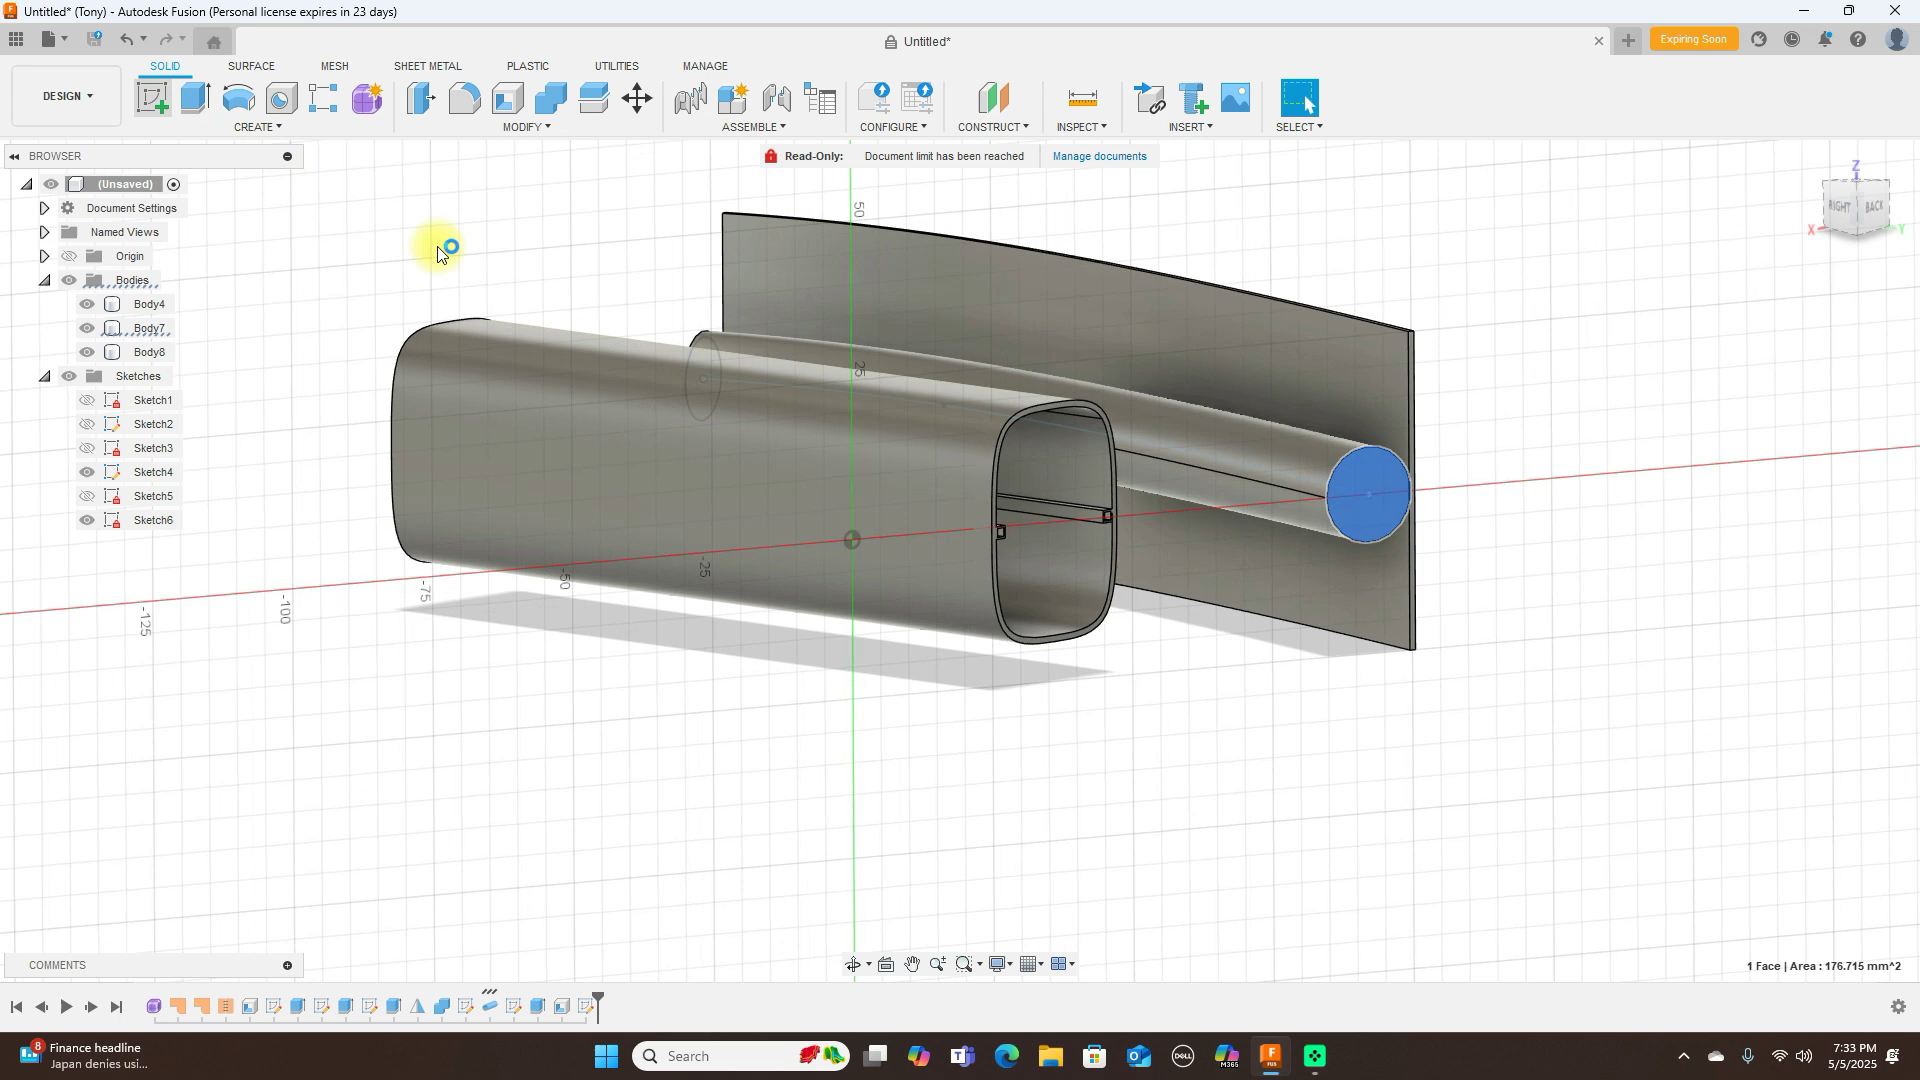 Untitled* (Tony) - Autodesk Fusion (Personal license expires in 23 days)
Untitled*
Expiring Soon
DESIGN
SOLID
SURFACE
MESH
SHEET METAL
PLASTIC
UTILITIES
MANAGE
CREATE
MODIFY
ASSEMBLE
CONFIGURE
CONSTRUCT
INSPECT
INSERT
SELECT
BROWSER
Read-Only: Document limit has been reached
Manage documents
(Unsaved)
Document Settings
Named Views
Origin
Bodies
Body4
Body7
Body8
Sketches
Sketch1
Sketch2
Sketch3
Sketch4
Sketch5
Sketch6
Z
RIGHT
BACK
X
Y
50
25
-25
-50
-75
-100
-125
COMMENTS
1 Face | Area : 176.715 mm^2
8
Finance headline
Japan denies usi...
Search
DELL
M365
FUS
7:33 PM
5/5/2025